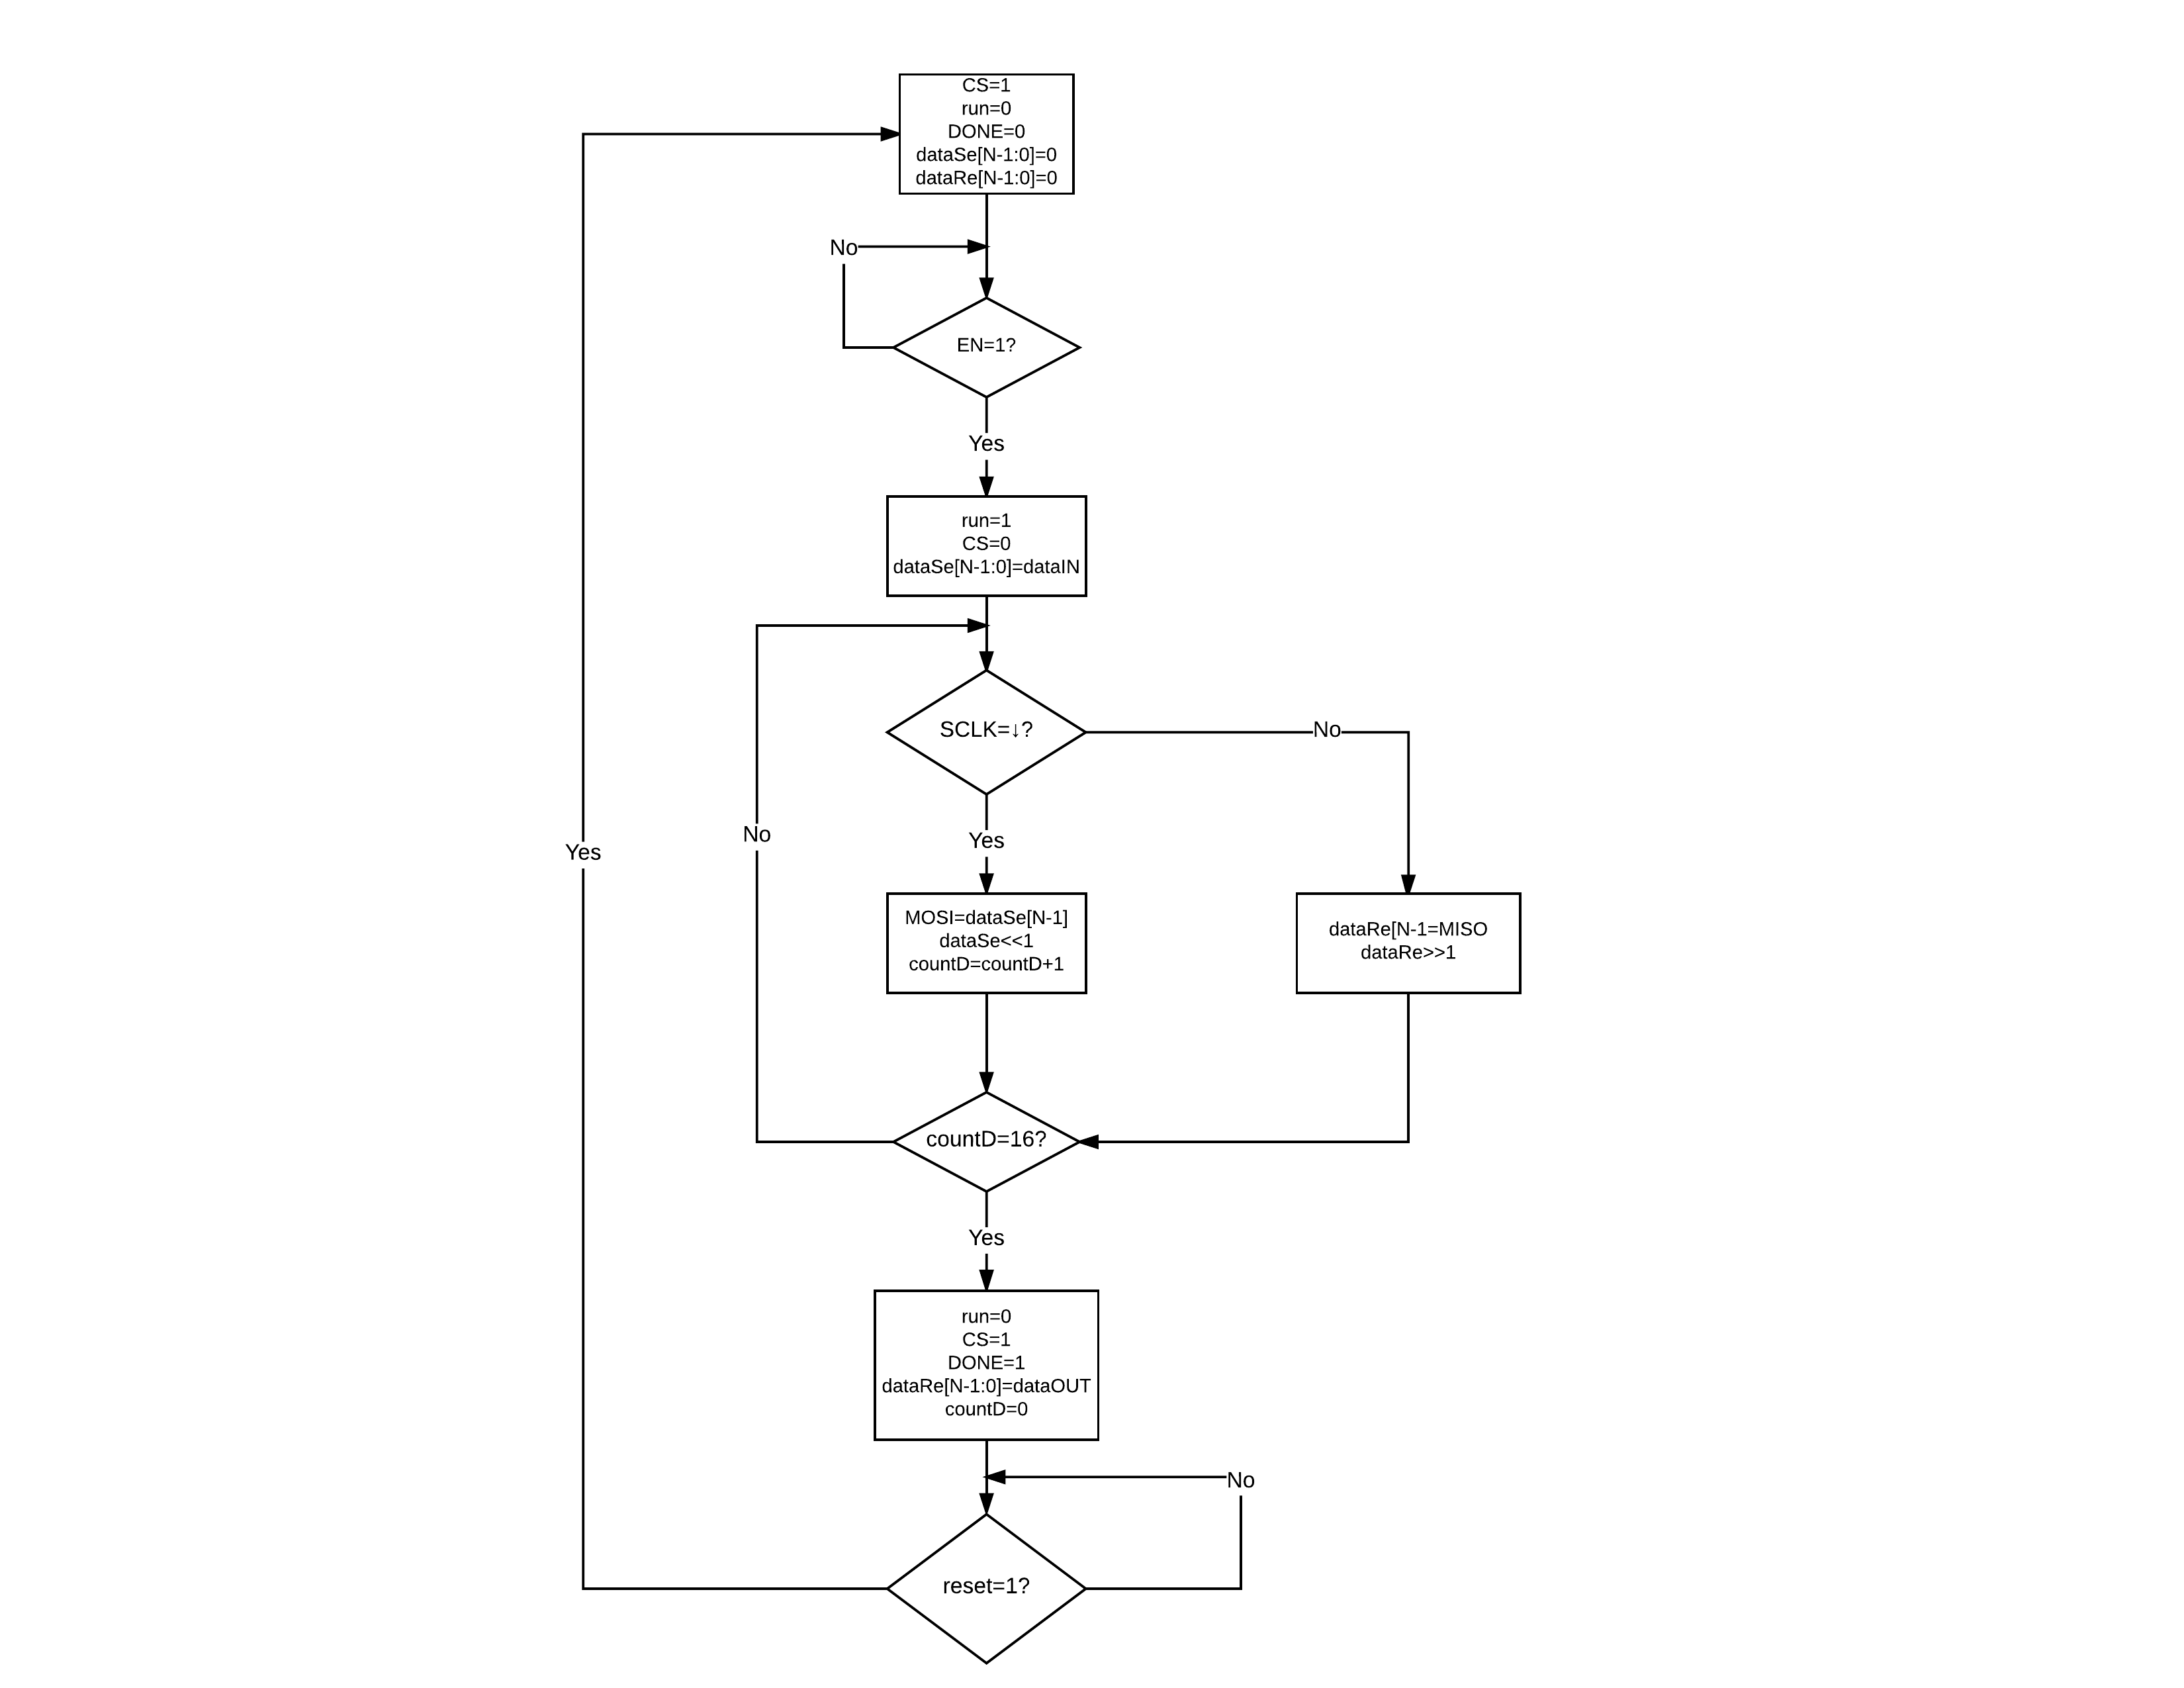 CS=1
run=0
DONE=0
dataSe[N-1:0]=0
dataRe[N-1:0]=0
No
EN=1?
Yes
run=1
CS=0
dataSe[N-1:0]=dataIN
SCLK=↓?
No
Yes
No
Yes
MOSI=dataSe[N-1]
dataSe<<1
countD=countD+1
dataRe[N-1=MISO
dataRe>>1
countD=16?
Yes
run=0
CS=1
DONE=1
dataRe[N-1:0]=dataOUT
countD=0
No
reset=1?